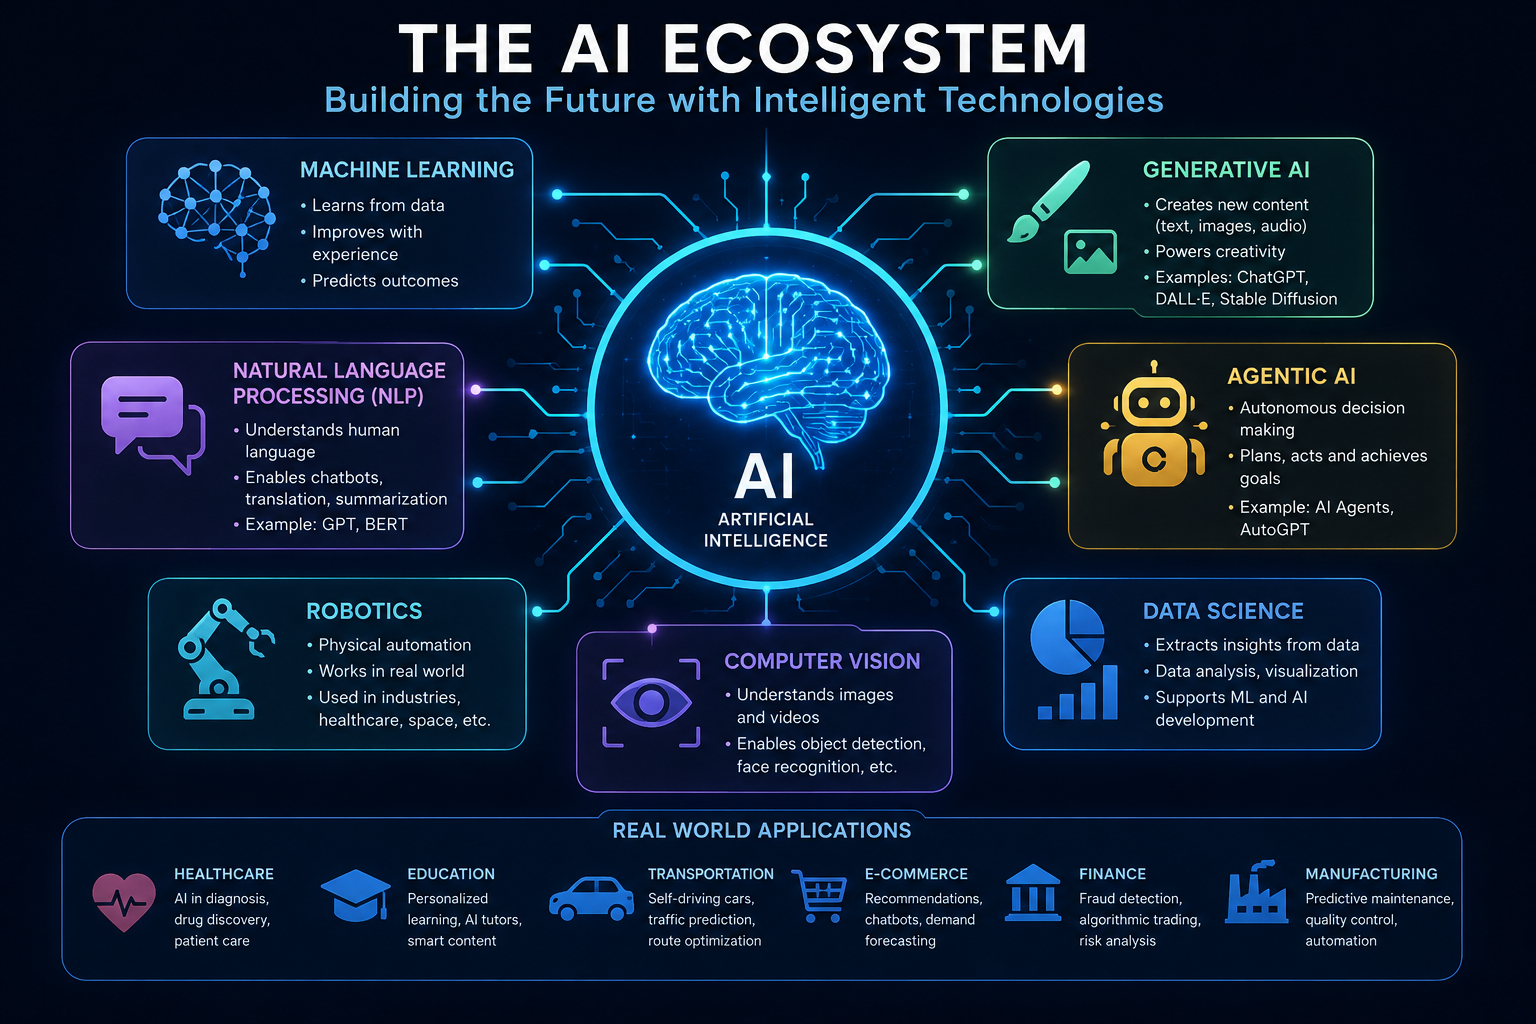 THE AI ECOSYSTEM
Building the Future with Intelligent Technologies
MACHINE LEARNING
• Learns from data
• Improves with
experience
• Predicts outcomes
GENERATIVE AI
• Creates new content
(text, images, audio)
• Powers creativity
• Examples: ChatGPT,
DALL·E, Stable Diffusion
NATURAL LANGUAGE
PROCESSING (NLP)
• Understands human
language
• Enables chatbots,
translation, summarization
• Example: GPT, BERT
AI
ARTIFICIAL
INTELLIGENCE
AGENTIC AI
• Autonomous decision
making
• Plans, acts and achieves
goals
• Example: AI Agents,
AutoGPT
ROBOTICS
• Physical automation
• Works in real world
• Used in industries,
healthcare, space, etc.
COMPUTER VISION
• Understands images
and videos
• Enables object detection,
face recognition, etc.
DATA SCIENCE
• Extracts insights from data
• Data analysis, visualization
• Supports ML and AI
development
REAL WORLD APPLICATIONS
HEALTHCARE
AI in diagnosis,
drug discovery,
patient care
EDUCATION
Personalized
learning, AI tutors,
smart content
TRANSPORTATION
Self-driving cars,
traffic prediction,
route optimization
E-COMMERCE
Recommendations,
chatbots, demand
forecasting
FINANCE
Fraud detection,
algorithmic trading,
risk analysis
MANUFACTURING
Predictive maintenance,
quality control,
automation